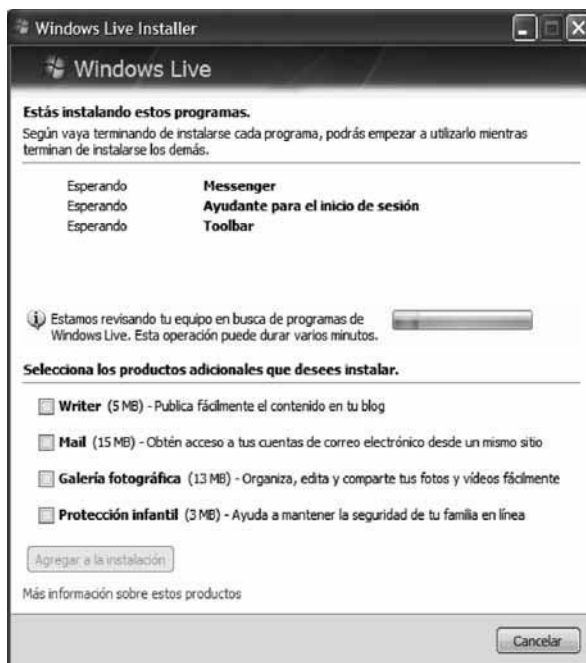 Windows Live Installer
Windows Live
Estás instalando estos programas.
Según vaya terminando de instalarse cada programa, podrás empezar a utilizarlo mientras
terminan de instalarse los demás.
Esperando Messenger
Esperando Ayudante para el inicio de sesión
Esperando Toolbar
Estamos revisando tu equipo en busca de programas de
Windows Live. Esta operación puede durar varios minutos.
Selecciona los productos adicionales que desees instalar.
Writer (5 MB) - Publica fácilmente el contenido en tu blog
Mail (15 MB) - Obtén acceso a tus cuentas de correo electrónico desde un mismo sitio
Galería fotográfica (13 MB) - Organiza, edita y comparte tus fotos y vídeos fácilmente
Protección infantil (3 MB) - Ayuda a mantener la seguridad de tu familia en línea
Agregar a la instalación
Más información sobre estos productos
Cancelar